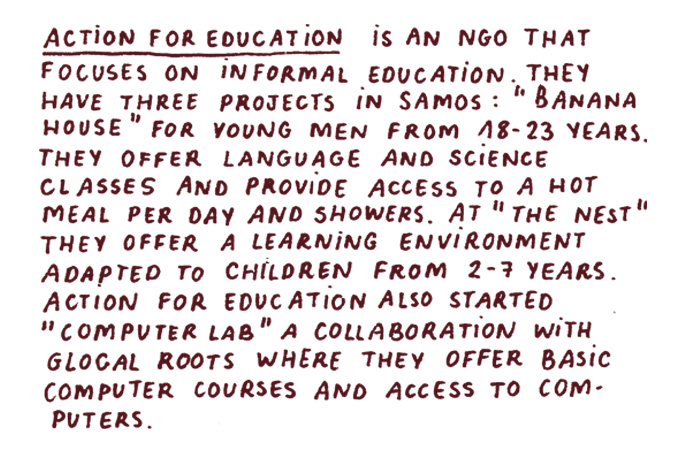 ACTION FOR EDUCATION IS AN NGO THAT
FOCUSES ON INFORMAL EDUCATION. THEY
HAVE THREE PROJECTS IN SAMOS: "BANANA
HOUSE" FOR YOUNG MEN FROM 18-23 YEARS.
THEY OFFER LANGUAGE AND SCIENCE
CLASSES AND PROVIDE ACCESS TO A HOT
MEAL PER DAY AND SHOWERS. AT "THE NEST"
THEY OFFER A LEARNING ENVIRONMENT
ADAPTED TO CHILDREN FROM 2-7 YEARS.
ACTION FOR EDUCATION ALSO STARTED
"COMPUTER LAB" A COLLABORATION WITH
GLOCAL ROOTS WHERE THEY OFFER BASIC
COMPUTER COURSES AND ACCESS TO COM-
PUTERS.